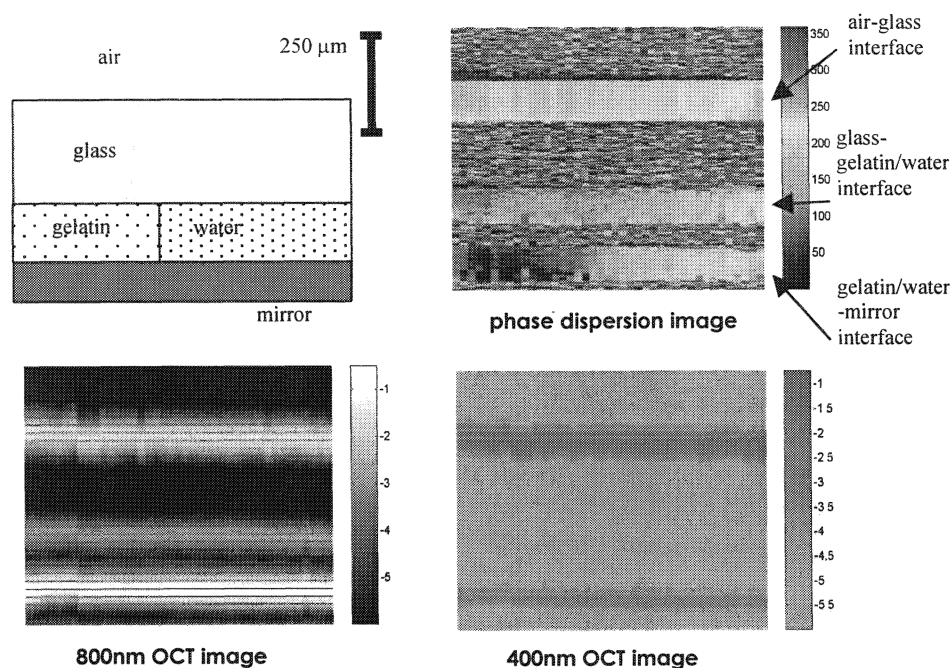 250 μm
air
glass
gelatin
water
mirror
350
300
250
200
150
100
50
air-glass
interface
glass-
gelatin/water
interface
gelatin/water
-mirror
interface
phase dispersion image
-1
-2
-3
-4
-5
800nm OCT image
-1
-1 5
-2
-2 5
-3
-3.5
-4
-4.5
-5
-5 5
400nm OCT image